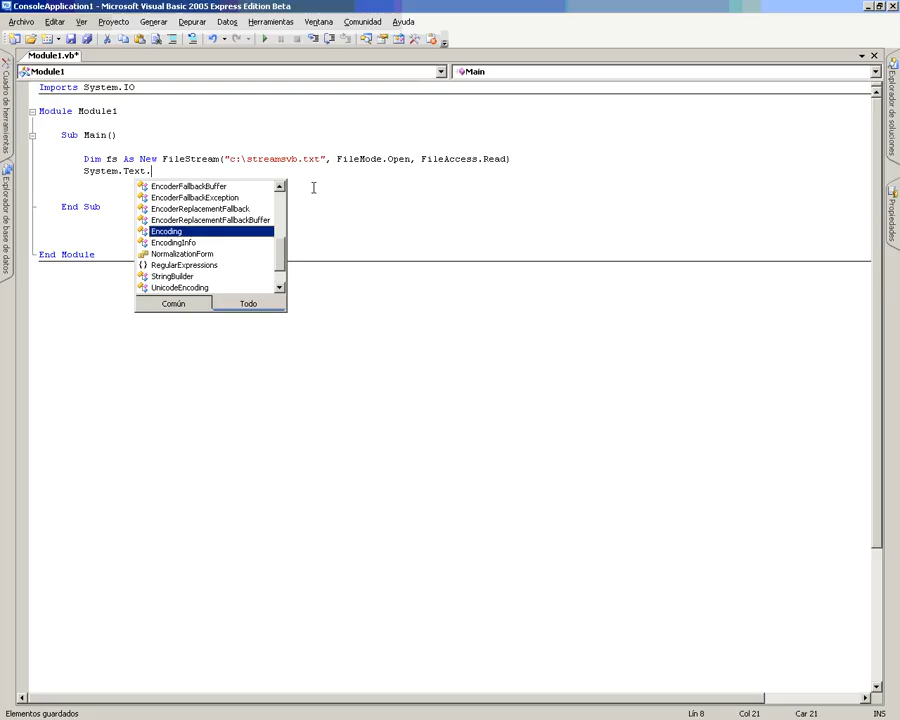 ConsoleApplication1 - Microsoft Visual Basic 2005 Express Edition Beta
Archivo Editar Ver Proyecto Generar Depurar Datos Herramientas Ventana Comunidad Ayuda
Module1.vb*
Module1 Main
Cuadro de herramientas
Explorador de base de datos
Explorador de soluciones
Propiedades
Imports System.IO
Module Module1
Sub Main()
Dim fs As New FileStream("c:\streamsvb.txt", FileMode.Open, FileAccess.Read)
System.Text.
EncoderFallbackBuffer
EncoderFallbackException
EncoderReplacementFallback
EncoderReplacementFallbackBuffer
Encoding
EncodingInfo
NormalizationForm
RegularExpressions
StringBuilder
UnicodeEncoding
Común Todo
End Sub
End Module
Elementos guardados Lín 8 Col 21 Car 21 INS